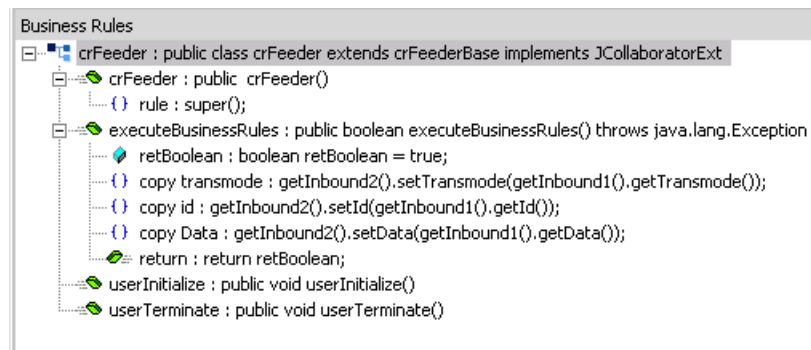 Business Rules
crFeeder : public class crFeeder extends crFeederBase implements JCollaboratorExt
crFeeder : public crFeeder()
{} rule : super();
executeBusinessRules : public boolean executeBusinessRules() throws java.lang.Exception
retBoolean : boolean retBoolean = true;
{} copy transmode : getInbound2().setTransmode(getInbound1().getTransmode());
{} copy id : getInbound2().setId(getInbound1().getId());
{} copy Data : getInbound2().setData(getInbound1().getData());
return : return retBoolean;
userInitialize : public void userInitialize()
userTerminate : public void userTerminate()